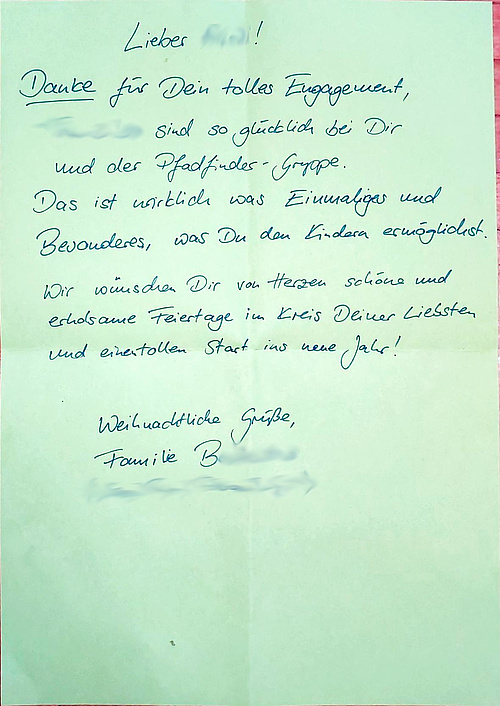 Lieber !
Danke für Dein tolles Engagement,
sind so glücklich bei Dir
und der Pfadfinder-Gruppe.
Das ist wirklich was Einmaliges und
Besonderes, was Du den Kindern ermöglichst.
Wir wünschen Dir von Herzen schöne und
erholsame Feiertage im Kreis Deiner Liebsten
und einen tollen Start ins neue Jahr!
Weihnachtliche Grüße,
Familie B